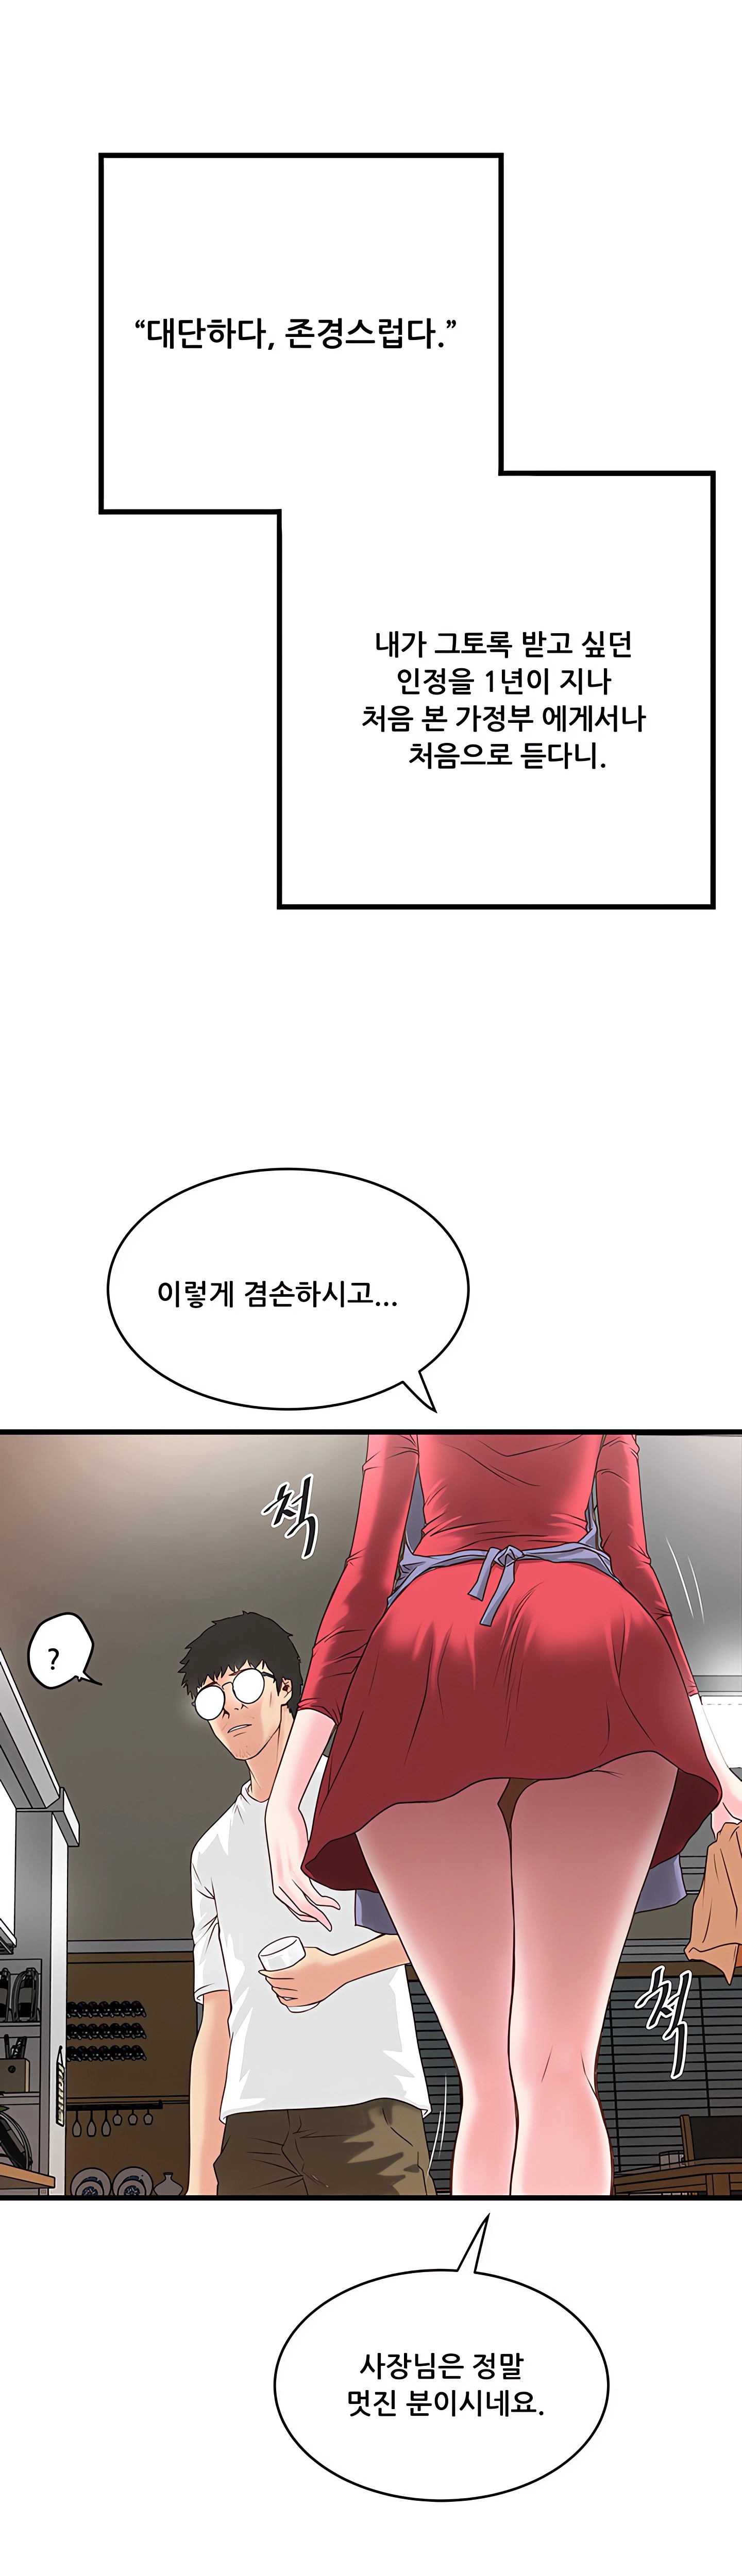 “대단하다, 존경스럽다.”
내가 그토록 받고 싶던
인정을 1년이 지나
처음 본 가정부 에게서나
처음으로 듣다니.
이렇게 겸손하시고...
척
?
척
사장님은 정말
멋진 분이시네요.